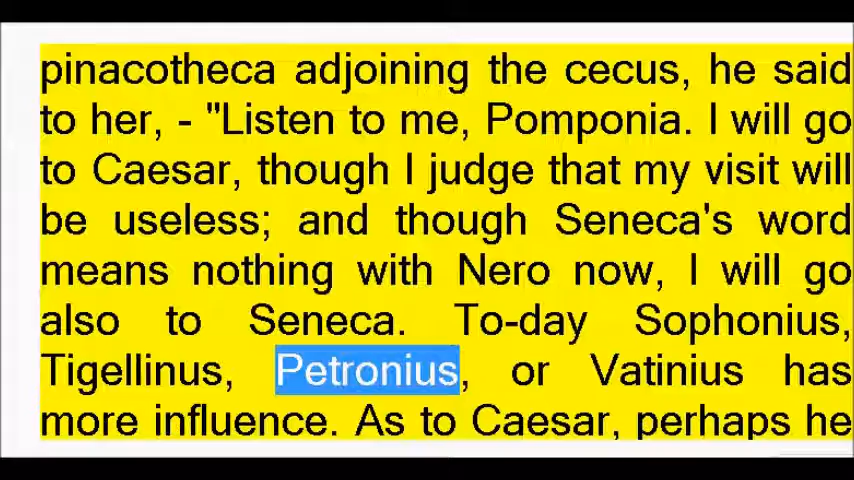 pinacotheca adjoining the cecus, he said
to her, - "Listen to me, Pomponia. I will go
to Caesar, though I judge that my visit will
be useless; and though Seneca's word
means nothing with Nero now, I will go
also to Seneca. To-day Sophonius,
Tigellinus, Petronius, or Vatinius has
more influence. As to Caesar, perhaps he